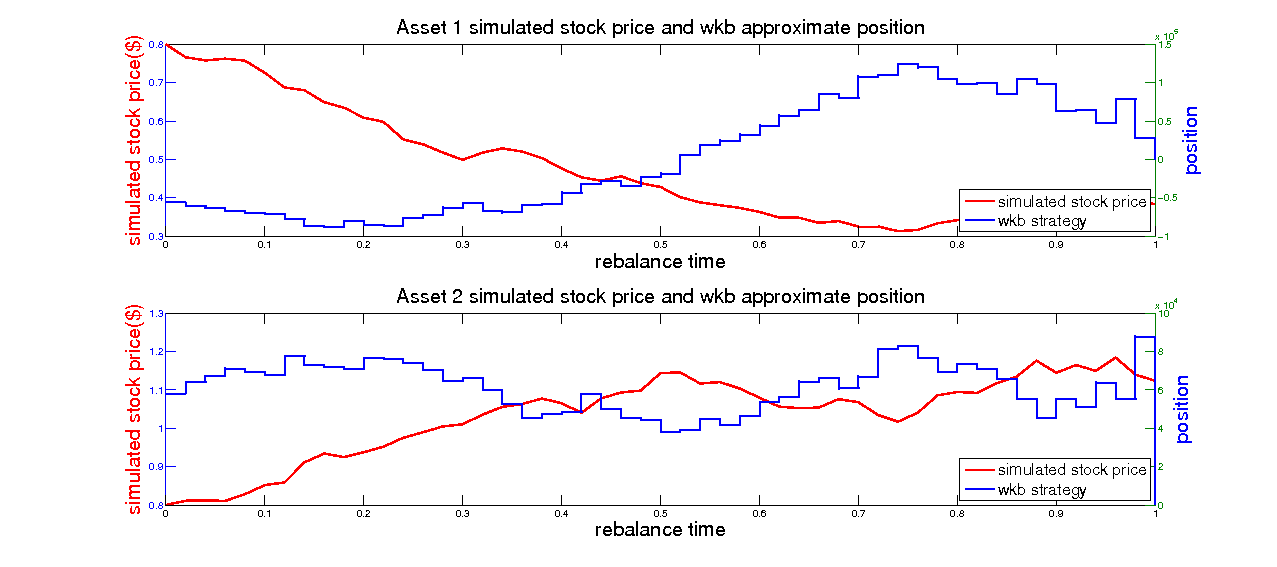 Asset 1 simulated stock price and wkb approximate position
x 10^5
simulated stock price($)
0.8
0.7
0.6
0.5
0.4
0.3
1.5
1
0.5
0
−0.5
−1
position
simulated stock price
wkb strategy
0 0.1 0.2 0.3 0.4 0.5 0.6 0.7 0.8 0.9 1
rebalance time
Asset 2 simulated stock price and wkb approximate position
x 10^4
simulated stock price($)
1.3
1.2
1.1
1
0.9
0.8
10
8
6
4
2
0
position
simulated stock price
wkb strategy
0 0.1 0.2 0.3 0.4 0.5 0.6 0.7 0.8 0.9 1
rebalance time